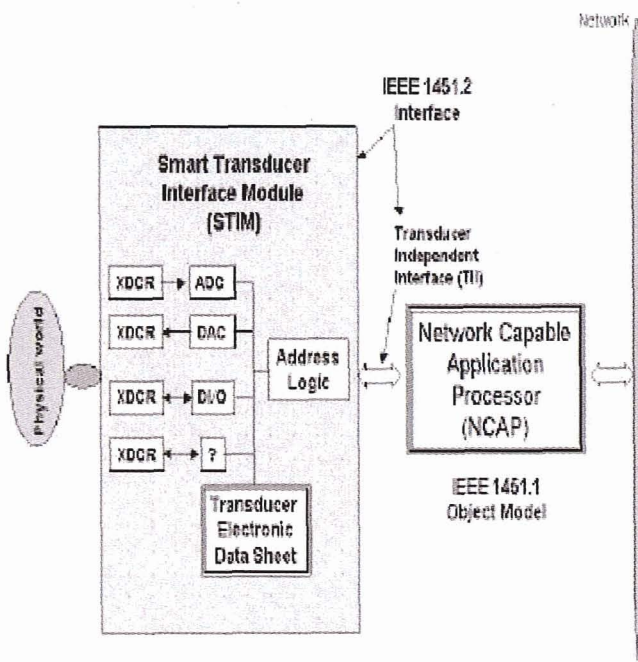 Network
IEEE 1451.2
Interface
Smart Transducer
Interface Module
(STIM)
Transducer
Independent
Interface (TII)
XDCR
ADC
XDCR
DAC
Address
Logic
XDCR
DI/O
XDCR
?
Transducer
Electronic
Data Sheet
Physical world
Network Capable
Application
Processor
(NCAP)
IEEE 1451.1
Object Model